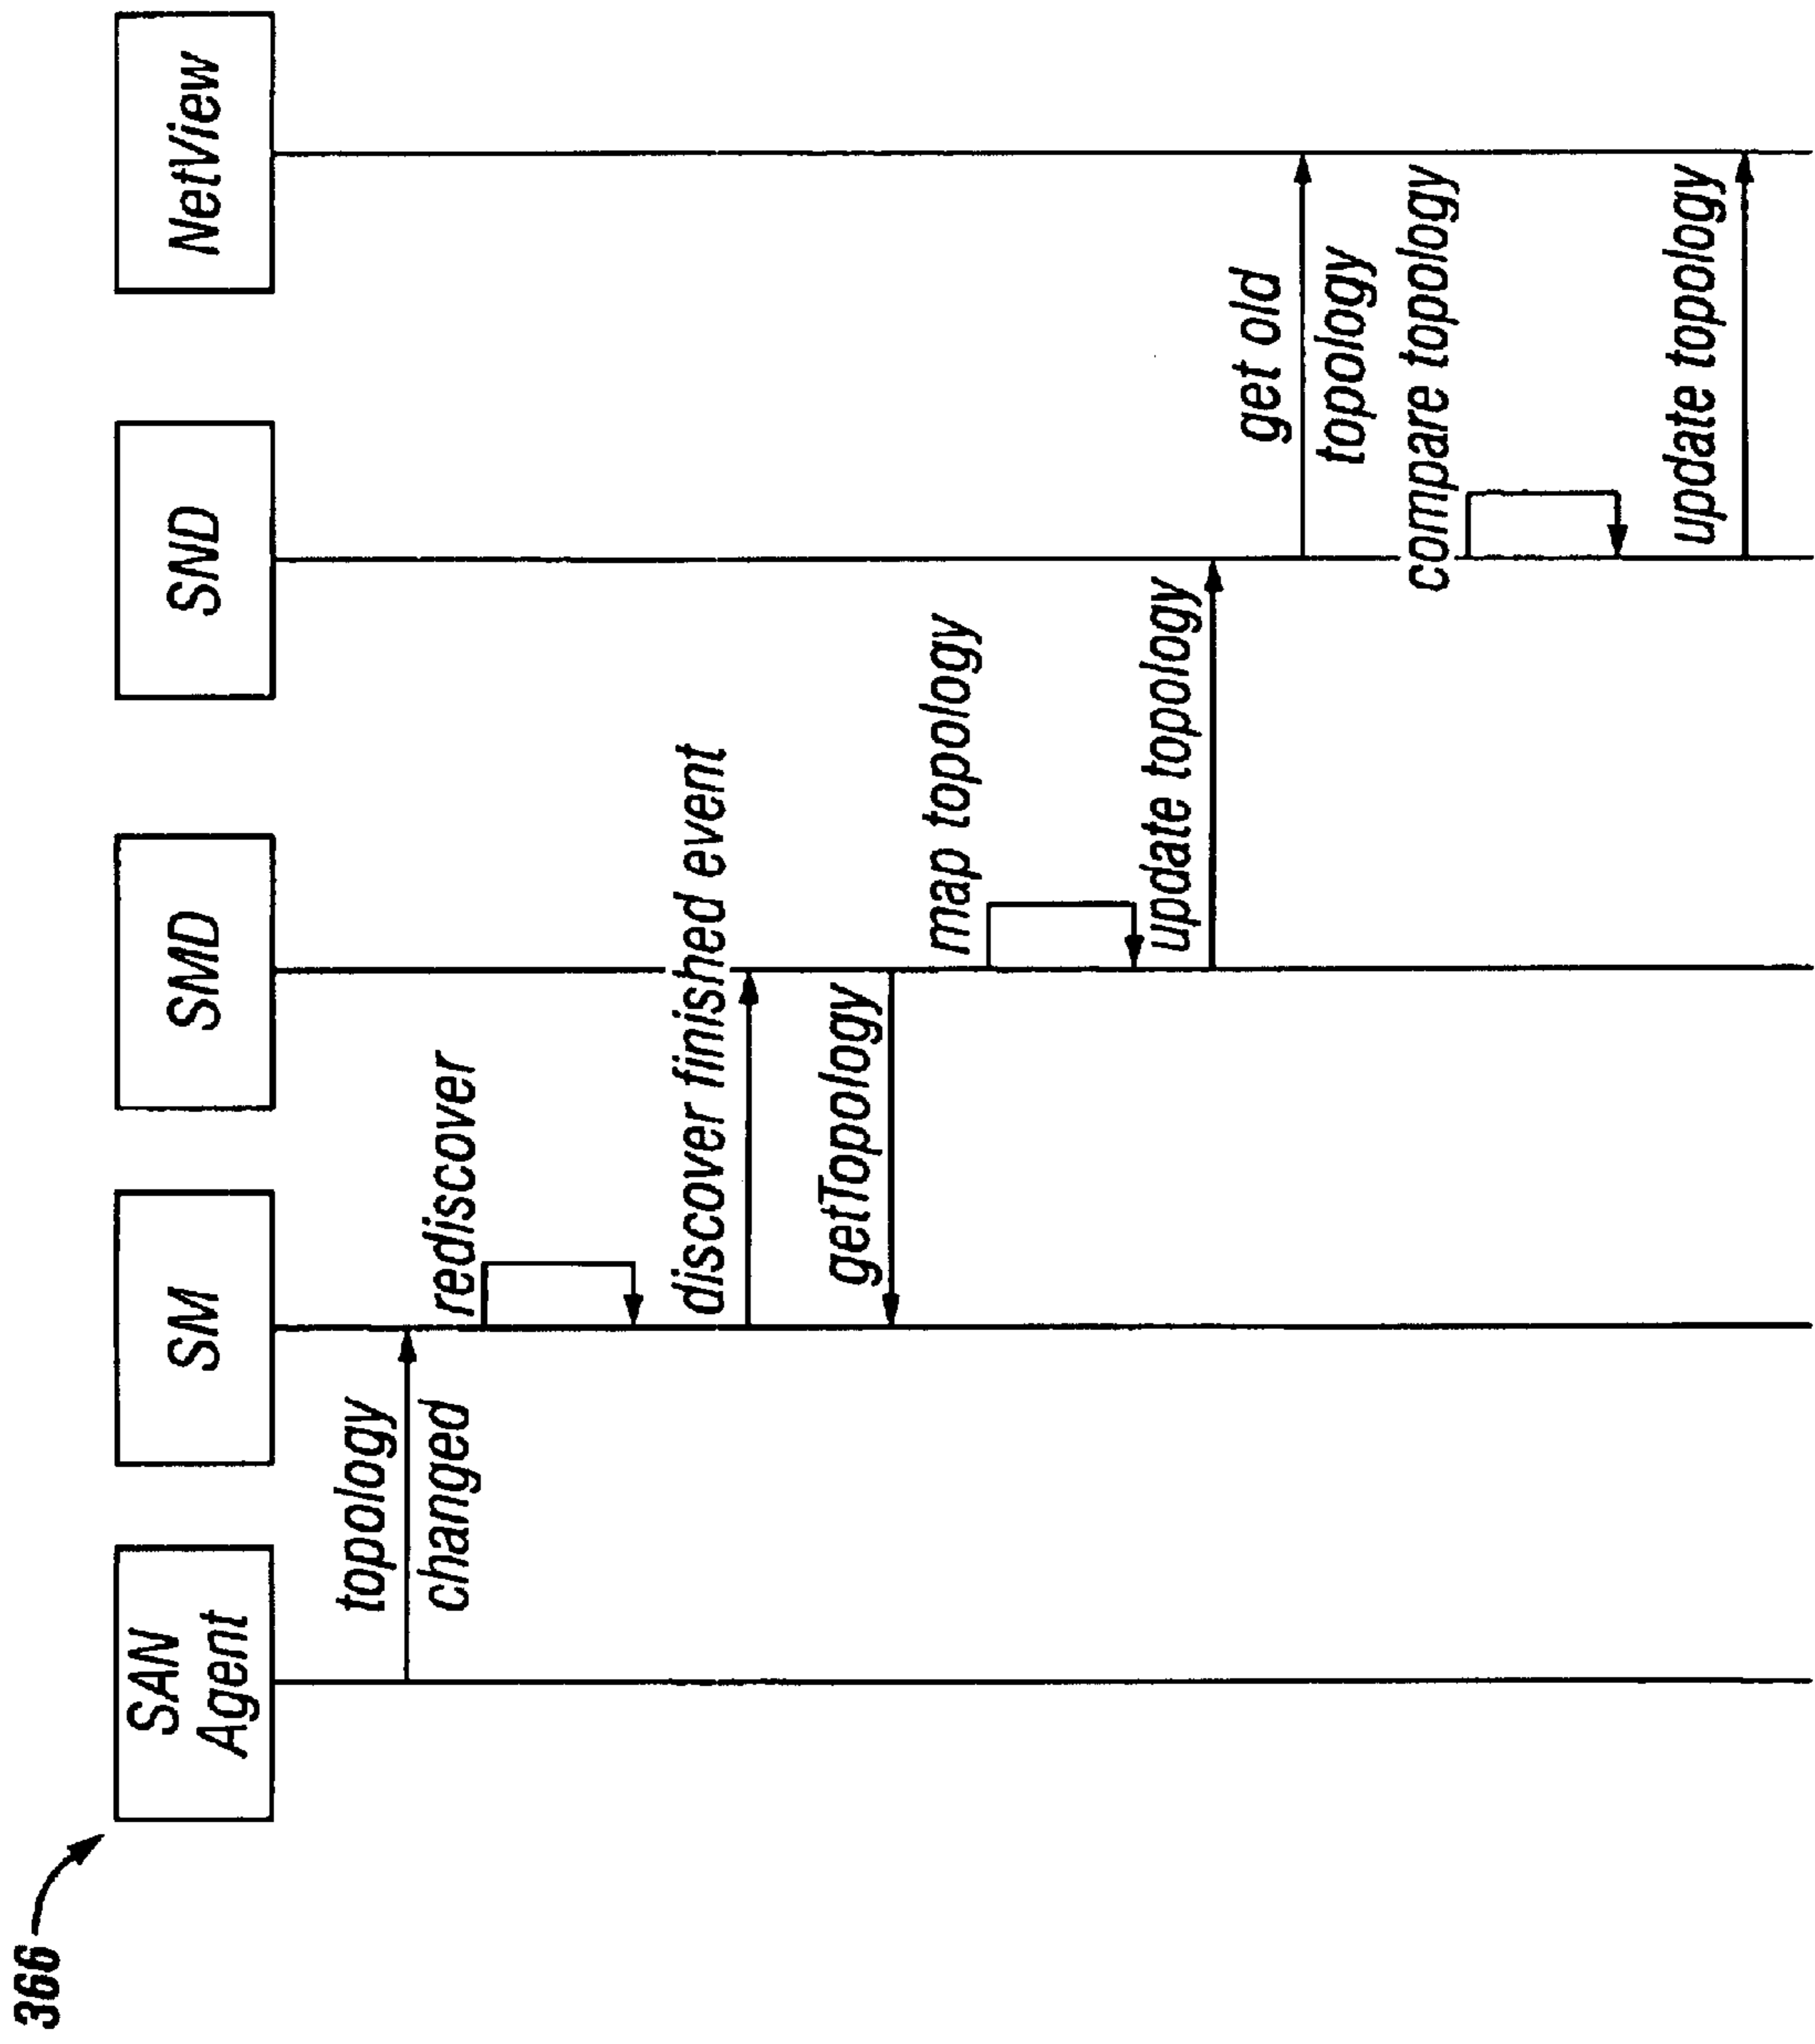 366
SAN
Agent
SM
SMD
SND
NetView
topology
changed
rediscover
discover finished event
getTopology
map topology
update topology
get old
topology
compare topology
update topology